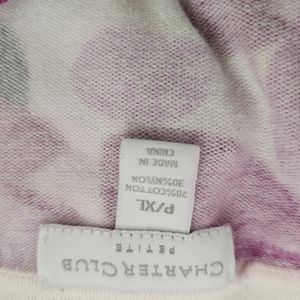 CHARTER CLUB
PETITE
P/XL
70%COTTON
30%NYLON
MADE IN
CHINA